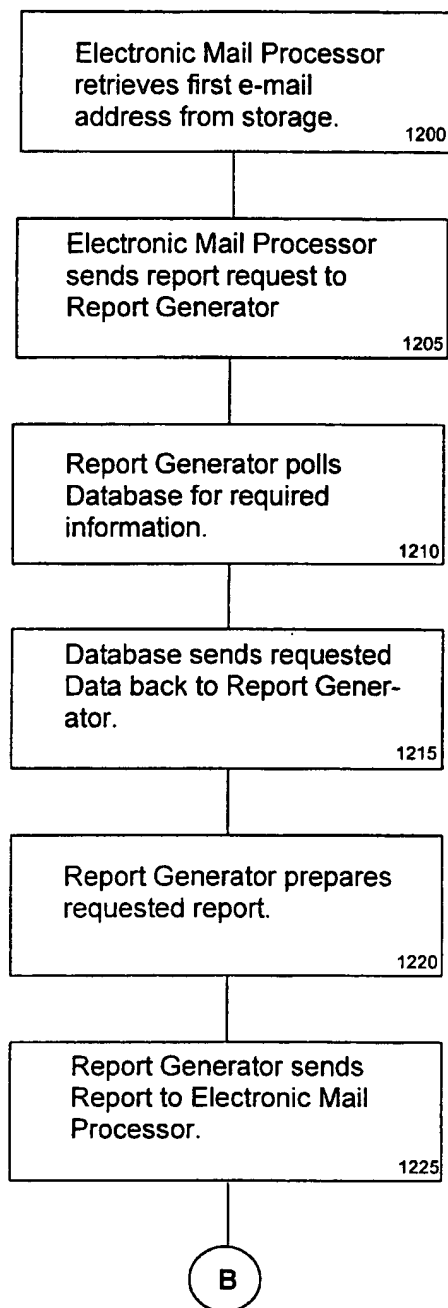 Electronic Mail Processor
retrieves first e-mail
address from storage.
1200
Electronic Mail Processor
sends report request to
Report Generator
1205
Report Generator polls
Database for required
information.
1210
Database sends requested
Data back to Report Gener-
ator.
1215
Report Generator prepares
requested report.
1220
Report Generator sends
Report to Electronic Mail
Processor.
1225
B